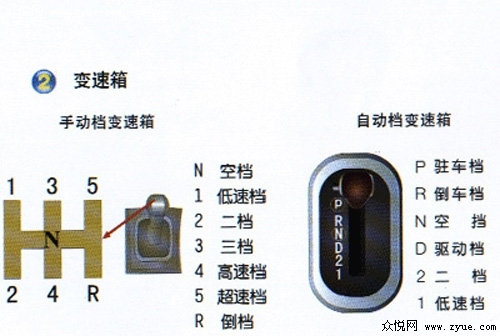 2 变速箱
手动档变速箱
1 3 5
N
2 4 R
N 空档
1 低速档
2 二档
3 三档
4 高速档
5 超速档
R 倒档
自动档变速箱
P
R
N
D
2
1
P 驻车档
R 倒车档
N 空 挡
D 驱动档
2 二 档
1 低速档
众悦网 www.zyue.com